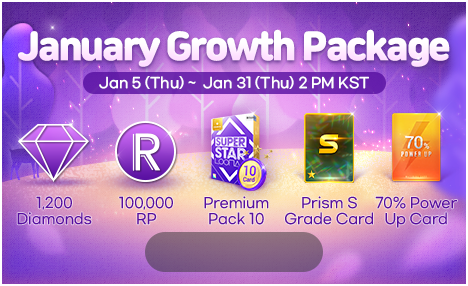 January Growth Package
Jan 5 (Thu) ~ Jan 31 (Thu) 2 PM KST
R
SUPER
STAR
10
Card
S
70%
POWER UP
1,200
Diamonds
100,000
RP
Premium
Pack 10
Prism S
Grade Card
70% Power
Up Card